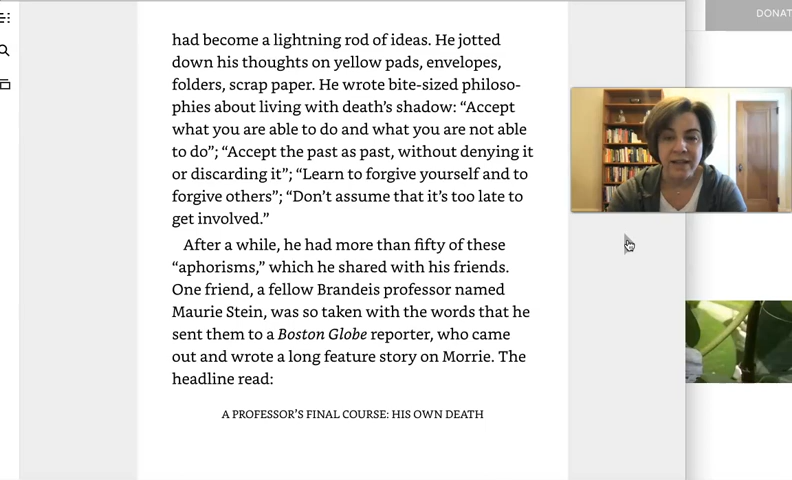 had become a lightning rod of ideas. He jotted
down his thoughts on yellow pads, envelopes,
folders, scrap paper. He wrote bite-sized philoso-
phies about living with death’s shadow: “Accept
what you are able to do and what you are not able
to do”; “Accept the past as past, without denying it
or discarding it”; “Learn to forgive yourself and to
forgive others”; “Don’t assume that it’s too late to
get involved.”
After a while, he had more than fifty of these
“aphorisms,” which he shared with his friends.
One friend, a fellow Brandeis professor named
Maurie Stein, was so taken with the words that he
sent them to a Boston Globe reporter, who came
out and wrote a long feature story on Morrie. The
headline read:
A PROFESSOR’S FINAL COURSE: HIS OWN DEATH
DONAT